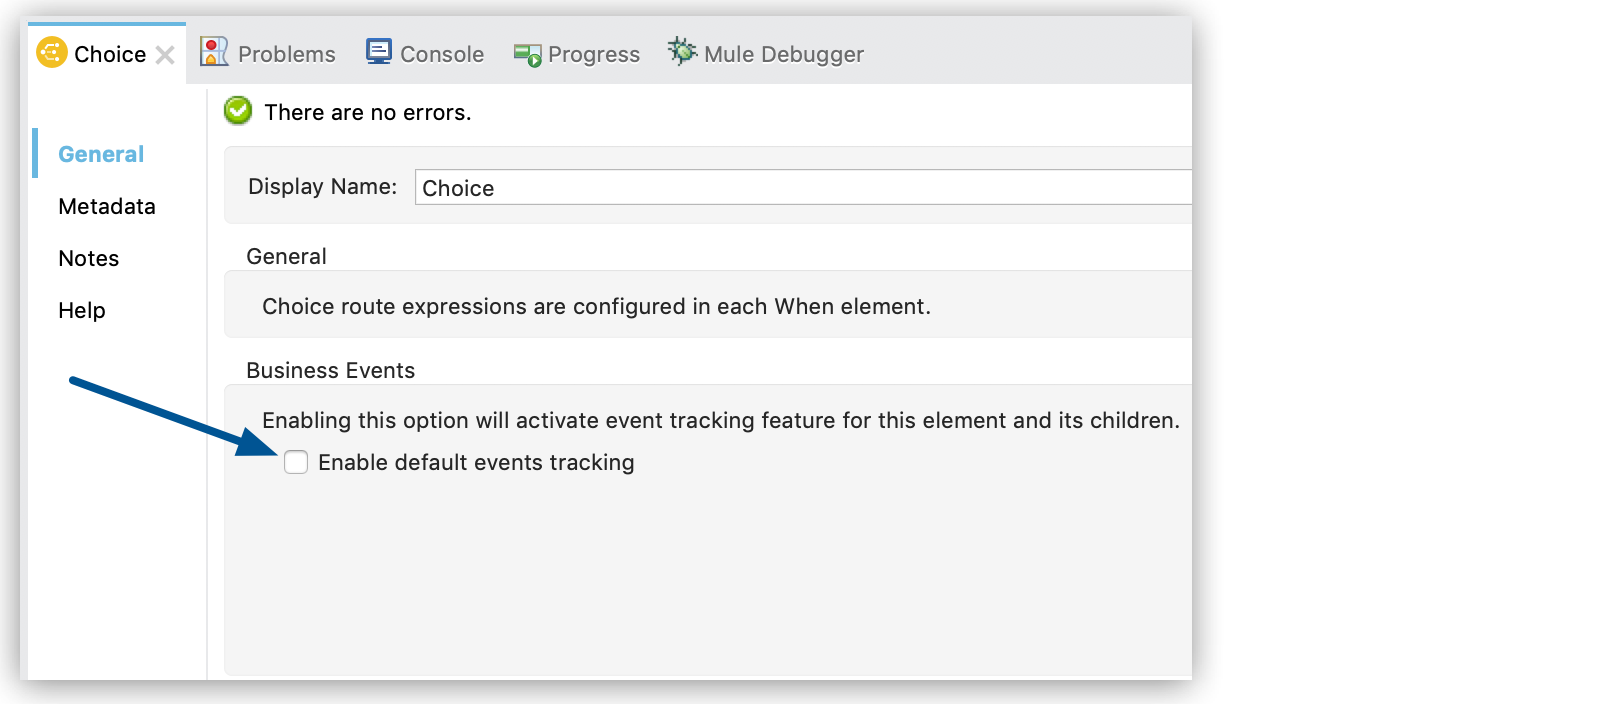 Choice Problems Console Progress Mule Debugger
There are no errors.
General
Metadata
Notes
Help
Display Name: Choice
General
Choice route expressions are configured in each When element.
Business Events
Enabling this option will activate event tracking feature for this element and its children.
Enable default events tracking